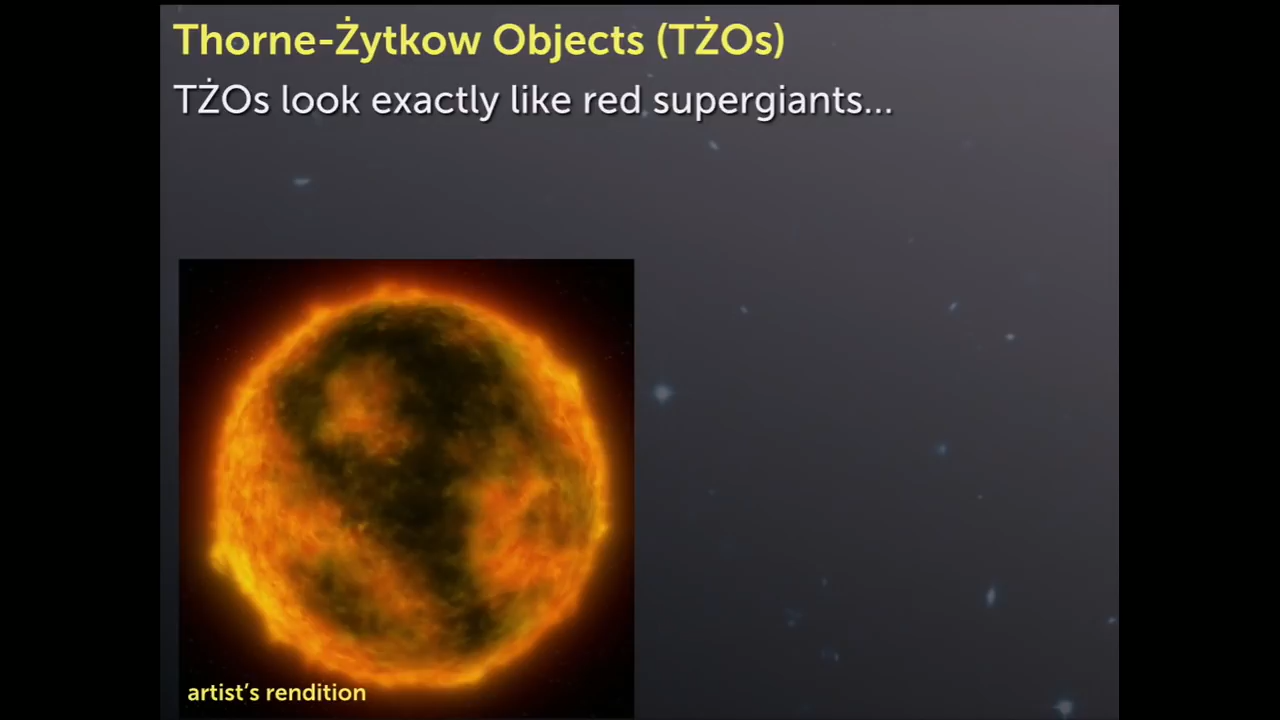 Thorne-Żytkow Objects (TŻOs)
TŻOs look exactly like red supergiants...
artist's rendition